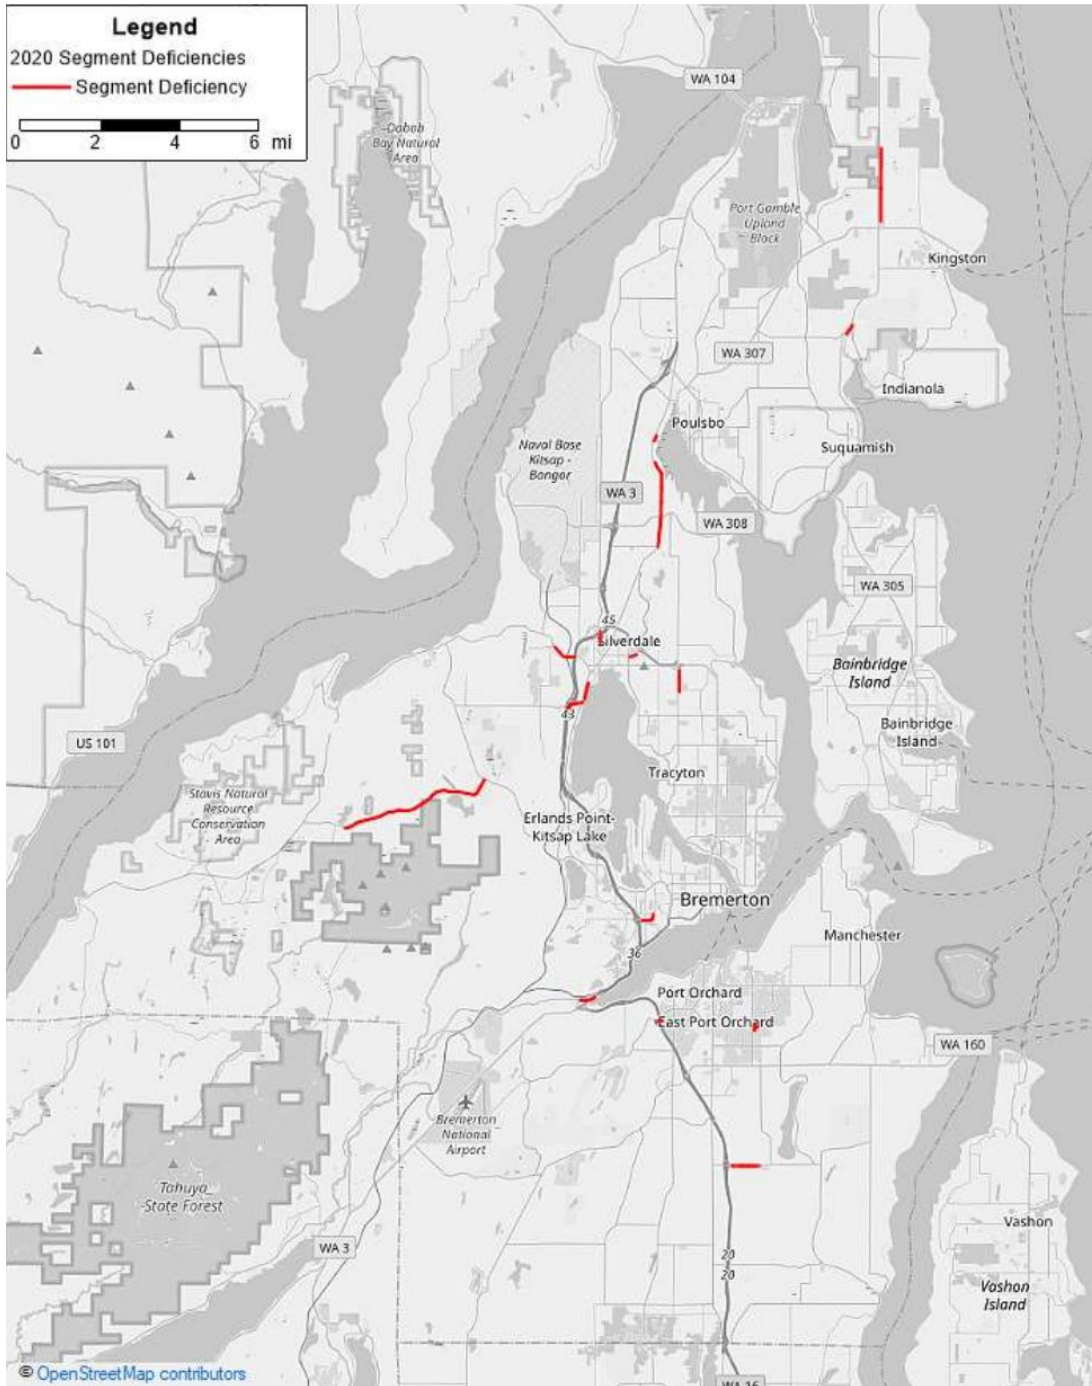 Legend
2020 Segment Deficiencies
Segment Deficiency
0 2 4 6 mi
WA 104
Dabob
Bay Natural
Area
Port Gamble
Upland
Block
Kingston
WA 307
Indianola
Poulsbo
Suquamish
Naval Base
Kitsap -
Bangor
WA 3
WA 308
WA 305
45
Silverdale
Bainbridge
Island
43
Bainbridge
Island
US 101
Tracyton
Stavis Natural
Resource
Conservation
Area
Erlands Point-
Kitsap Lake
Bremerton
Manchester
36
Port Orchard
East Port Orchard
WA 160
Bremerton
National
Airport
Tahuya
State Forest
Vashon
WA 3
20
20
Vashon
Island
WA 16
© OpenStreetMap contributors